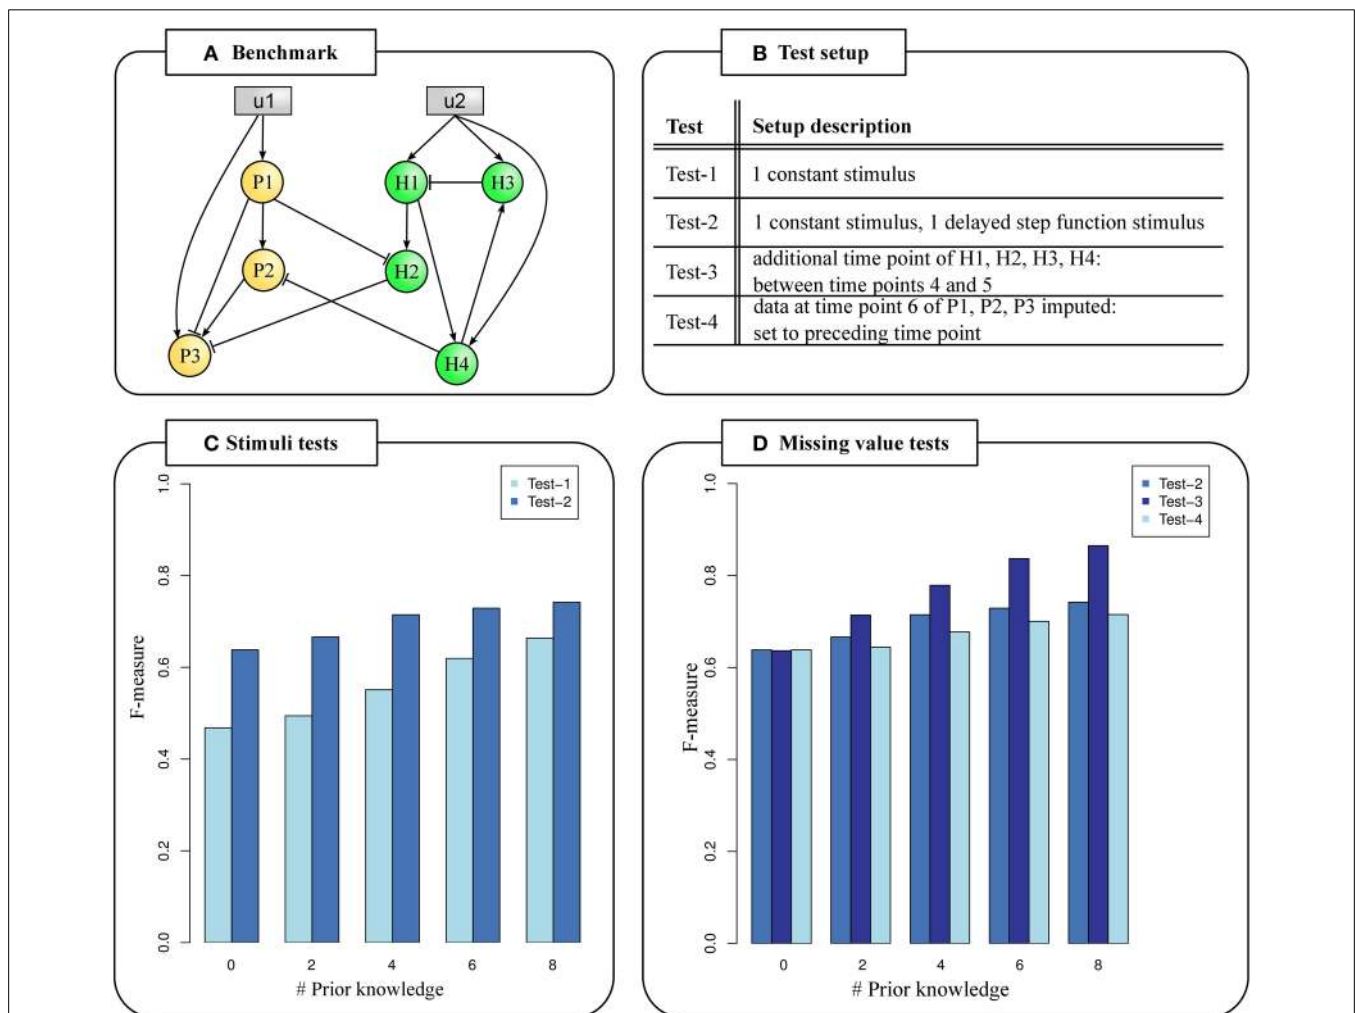 A Benchmark
u1
u2
P1
H1
H3
P2
H2
P3
H4
B Test setup
Test Setup description
Test-1 1 constant stimulus
Test-2 1 constant stimulus, 1 delayed step function stimulus
Test-3 additional time point of H1, H2, H3, H4:
between time points 4 and 5
Test-4 data at time point 6 of P1, P2, P3 imputed:
set to preceding time point
C Stimuli tests
Test-1
Test-2
F-measure
1.0
0.8
0.6
0.4
0.2
0.0
0 2 4 6 8
# Prior knowledge
D Missing value tests
Test-2
Test-3
Test-4
F-measure
1.0
0.8
0.6
0.4
0.2
0.0
0 2 4 6 8
# Prior knowledge